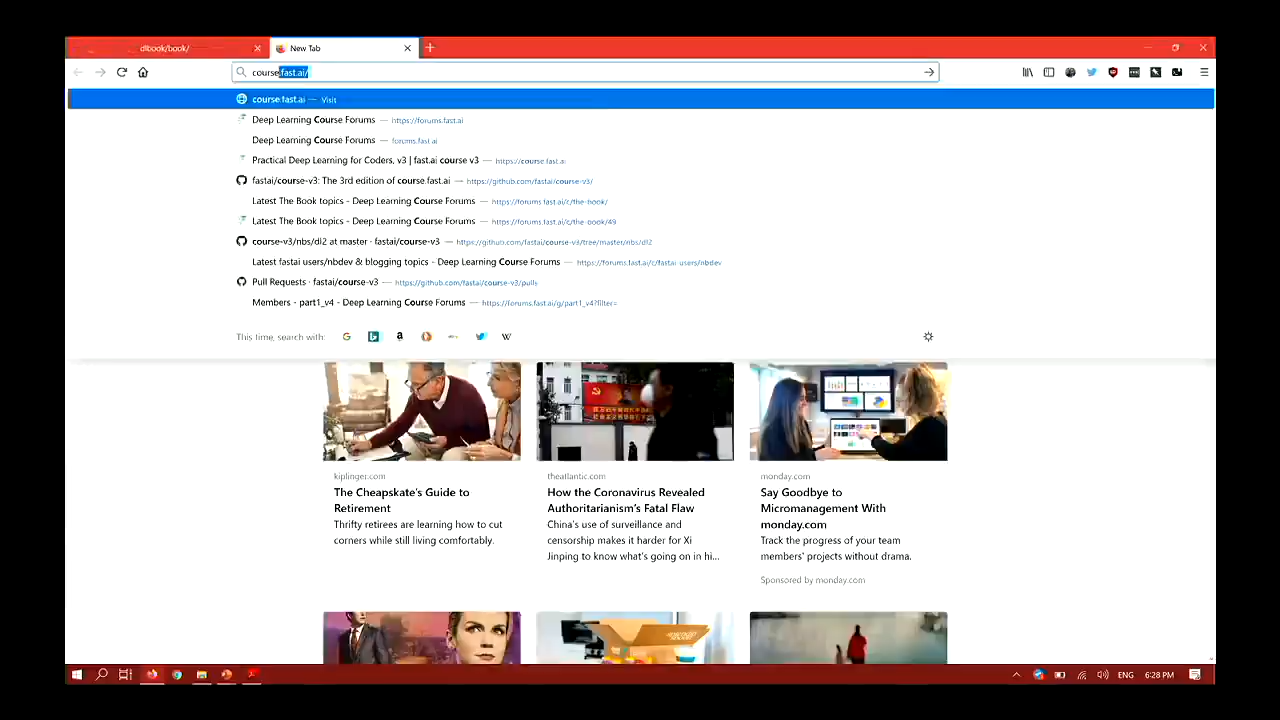 dlbook/book/
New Tab
course.fast.ai/
course.fast.ai — Visit
Deep Learning Course Forums — https://forums.fast.ai
Deep Learning Course Forums — forums.fast.ai
Practical Deep Learning for Coders, v3 | fast.ai course v3 — https://course.fast.ai
fastai/course-v3: The 3rd edition of course.fast.ai — https://github.com/fastai/course-v3/
Latest The Book topics - Deep Learning Course Forums — https://forums.fast.ai/c/the-book/
Latest The Book topics - Deep Learning Course Forums — https://forums.fast.ai/c/the-book/49
course-v3/nbs/dl2 at master · fastai/course-v3 — https://github.com/fastai/course-v3/tree/master/nbs/dl2
Latest fastai users/nbdev & blogging topics - Deep Learning Course Forums — https://forums.fast.ai/c/fastai-users/nbdev
Pull Requests · fastai/course-v3 — https://github.com/fastai/course-v3/pulls
Members - part1_v4 - Deep Learning Course Forums — https://forums.fast.ai/g/part1_v4?filter=
This time, search with:
kiplinger.com
The Cheapskate's Guide to
Retirement
Thrifty retirees are learning how to cut
corners while still living comfortably.
theatlantic.com
How the Coronavirus Revealed
Authoritarianism's Fatal Flaw
China's use of surveillance and
censorship makes it harder for Xi
Jinping to know what's going on in hi...
monday.com
Say Goodbye to
Micromanagement With
monday.com
Track the progress of your team
members' projects without drama.
Sponsored by monday.com
ENG
6:28 PM